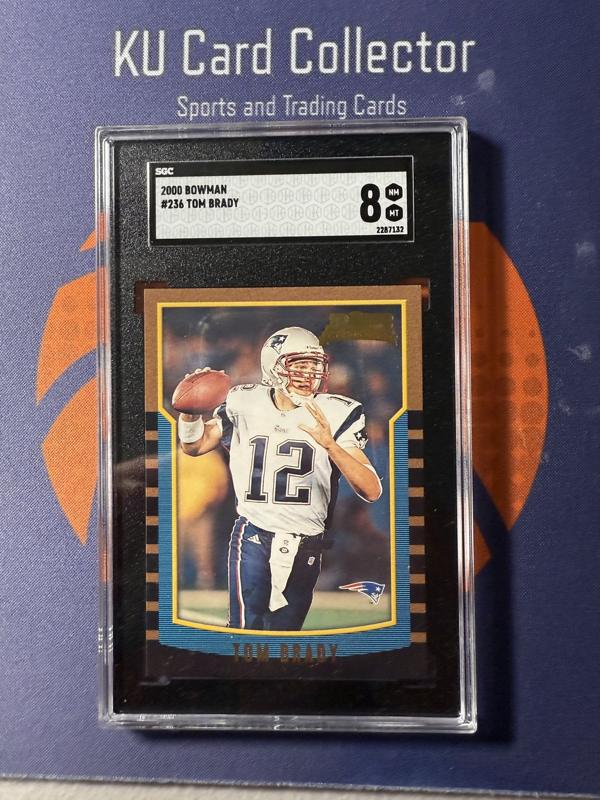 KU Card Collector
Sports and Trading Cards
SGC
2000 BOWMAN
#236 TOM BRADY
8 NM MT
2287132
12
12
TOM BRADY